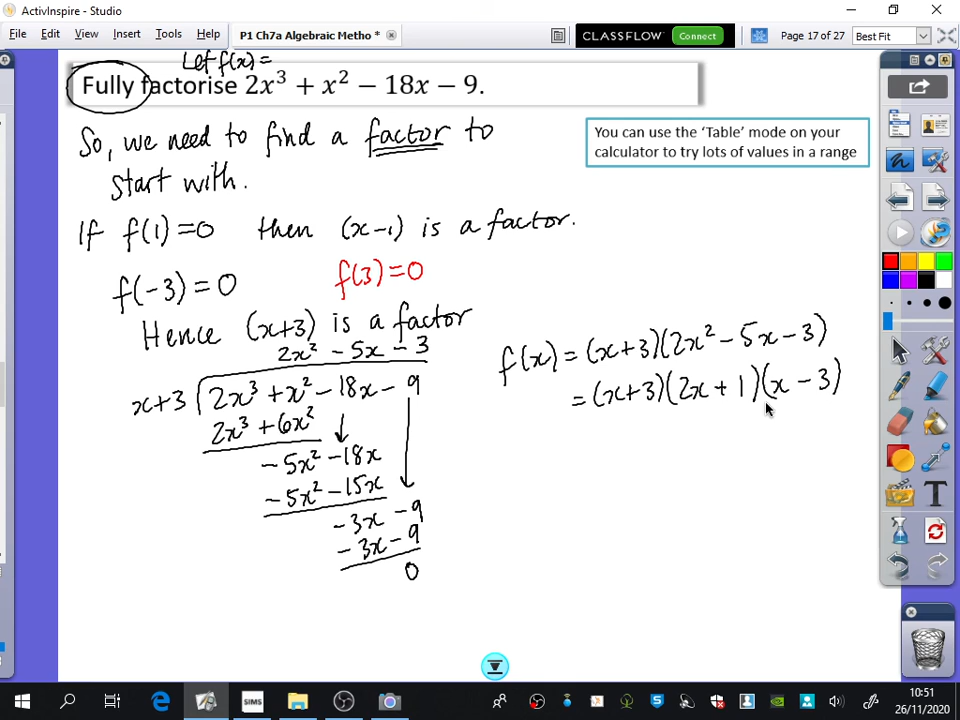 ActivInspire - Studio
File Edit View Insert Tools Help P1 Ch7a Algebraic Metho * CLASSFLOW Connect Page 17 of 27 Best Fit
Let f(x) =
Fully factorise 2x³ + x² − 18x − 9.
So, we need to find a factor to
start with.
You can use the 'Table' mode on your
calculator to try lots of values in a range
If f(1) = 0 then (x-1) is a factor.
f(-3) = 0 f(3) = 0
Hence (x+3) is a factor
2x² - 5x - 3
x+3 2x³ + x² - 18x - 9
2x³ + 6x²
-5x² - 18x
-5x² - 15x
-3x - 9
-3x - 9
0
f(x) = (x+3)(2x² - 5x - 3)
= (x+3)(2x + 1)(x - 3)
SIMS
10:51
26/11/2020